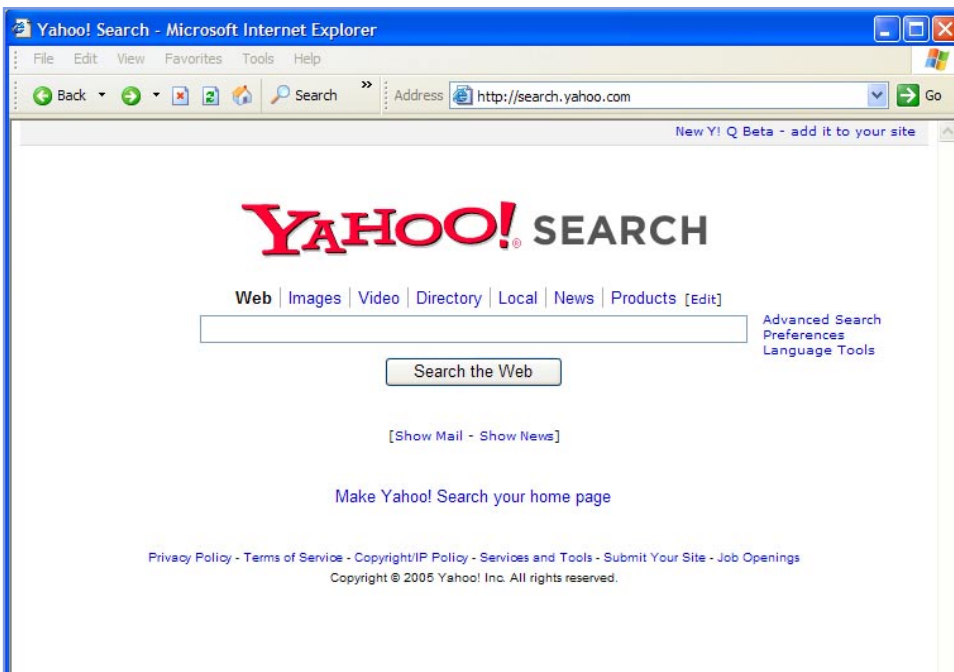 Yahoo! Search - Microsoft Internet Explorer
File Edit View Favorites Tools Help
Back Search » Address http://search.yahoo.com Go
New Y! Q Beta - add it to your site
YAHOO!® SEARCH
Web | Images | Video | Directory | Local | News | Products [Edit]
Advanced Search
Preferences
Language Tools
Search the Web
[Show Mail - Show News]
Make Yahoo! Search your home page
Privacy Policy - Terms of Service - Copyright/IP Policy - Services and Tools - Submit Your Site - Job Openings
Copyright © 2005 Yahoo! Inc. All rights reserved.